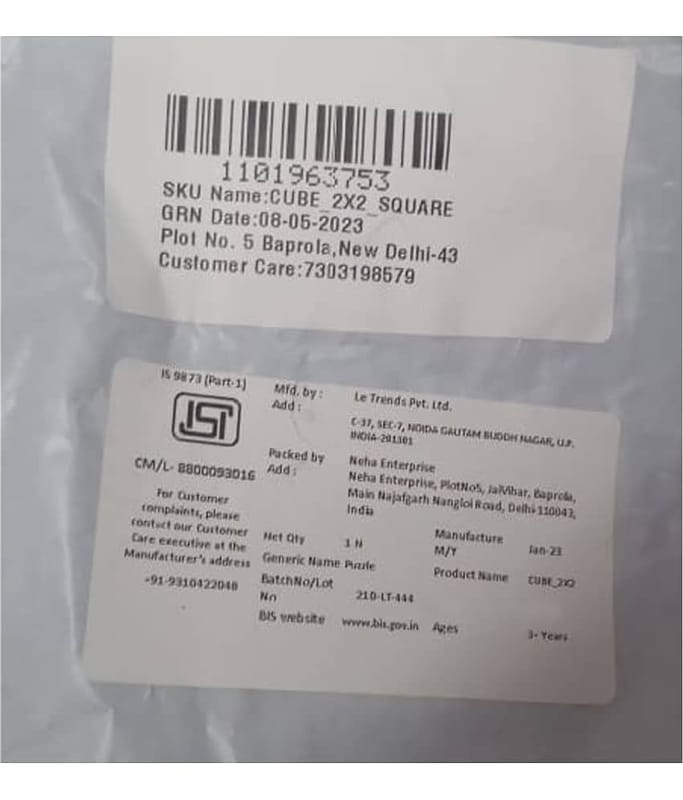 1101963753
SKU Name:CUBE_2X2_SQUARE
GRN Date:08-05-2023
Plot No. 5 Baprola,New Delhi-43
Customer Care:7303198579
IS 9873 (Part-1)
ISI
CM/L- 8800093016
For Customer
complaints, please
contact our Customer
Care executive at the
Manufacturer's address
+91-9310422048
Mfd. by : Le Trends Pvt. Ltd.
Add : C-37, SEC-7, NOIDA GAUTAM BUDDH NAGAR, U.P.
INDIA-201301
Packed by Neha Enterprise
Add : Neha Enterprise, PlotNo5, JaiVihar, Baprola,
Main Najafgarh Nangloi Road, Delhi-110043,
India
Net Qty 1 N Manufacture M/Y Jan-23
Generic Name Puzzle Product Name CUBE_2X2
BatchNo/Lot
No 210-LT-444
BIS website www.bis.gov.in Ages 3- Years